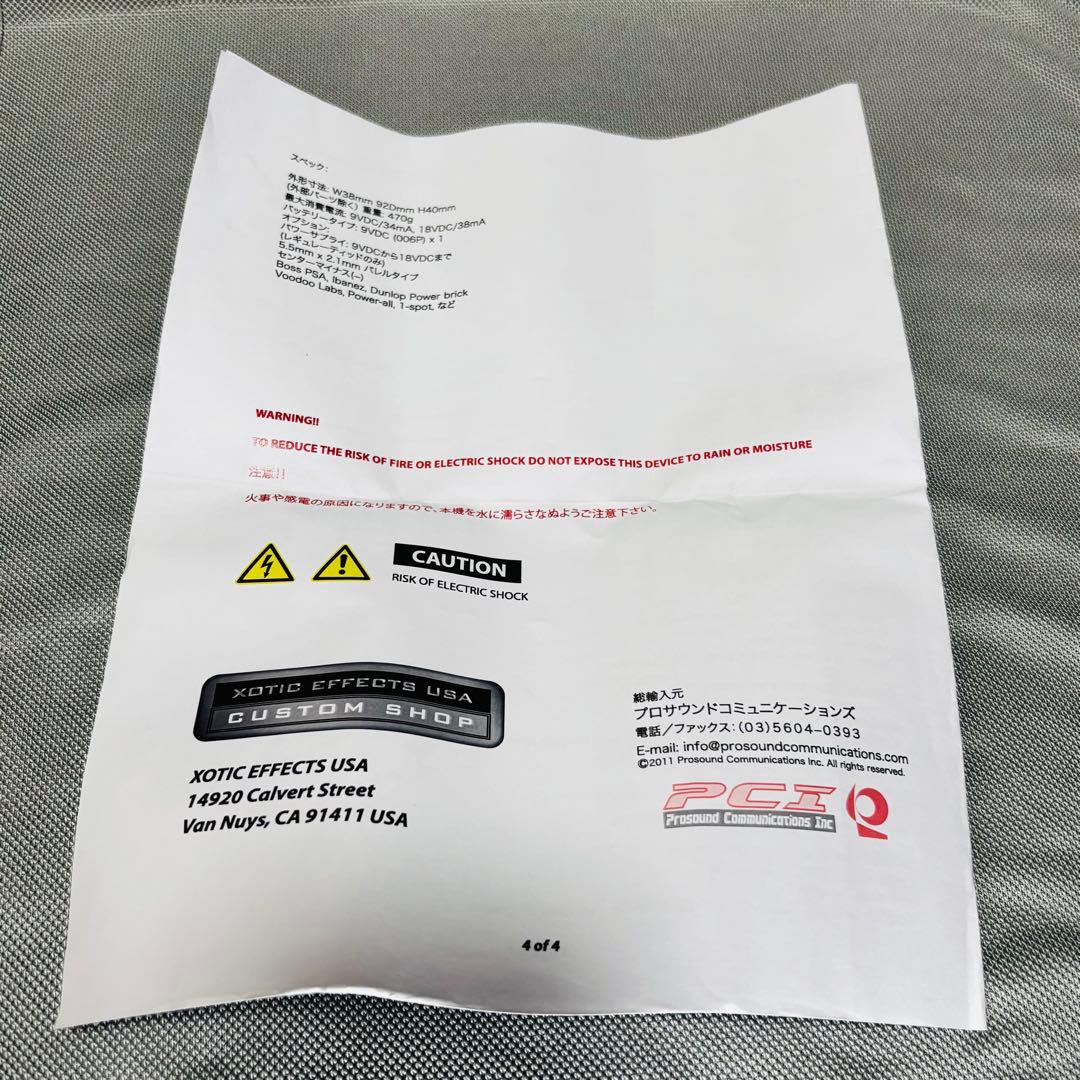 スペック:
外形寸法: W38mm 92Dmm H40mm
(外部パーツ除く) 重量: 470g
最大消費電流: 9VDC/34mA, 18VDC/38mA
バッテリータイプ: 9VDC (006P) x 1
オプション:
パワーサプライ: 9VDCから18VDCまで
(レギュレーティッドのみ)
5.5mm x 2.1mm バレルタイプ
センターマイナス(–)
Boss PSA, Ibanez, Dunlop Power brick
Voodoo Labs, Power-all, 1-spot, など
WARNING!!
TO REDUCE THE RISK OF FIRE OR ELECTRIC SHOCK DO NOT EXPOSE THIS DEVICE TO RAIN OR MOISTURE
注意!!
火事や感電の原因になりますので、本機を水に濡らさなぬようご注意下さい。
CAUTION
RISK OF ELECTRIC SHOCK
XOTIC EFFECTS USA
CUSTOM SHOP
XOTIC EFFECTS USA
14920 Calvert Street
Van Nuys, CA 91411 USA
総輸入元
プロサウンドコミュニケーションズ
電話/ファックス:(03)5604-0393
E-mail: info@prosoundcommunications.com
©2011 Prosound Communications Inc. All rights reserved.
PCI
Prosound Communications Inc
4 of 4